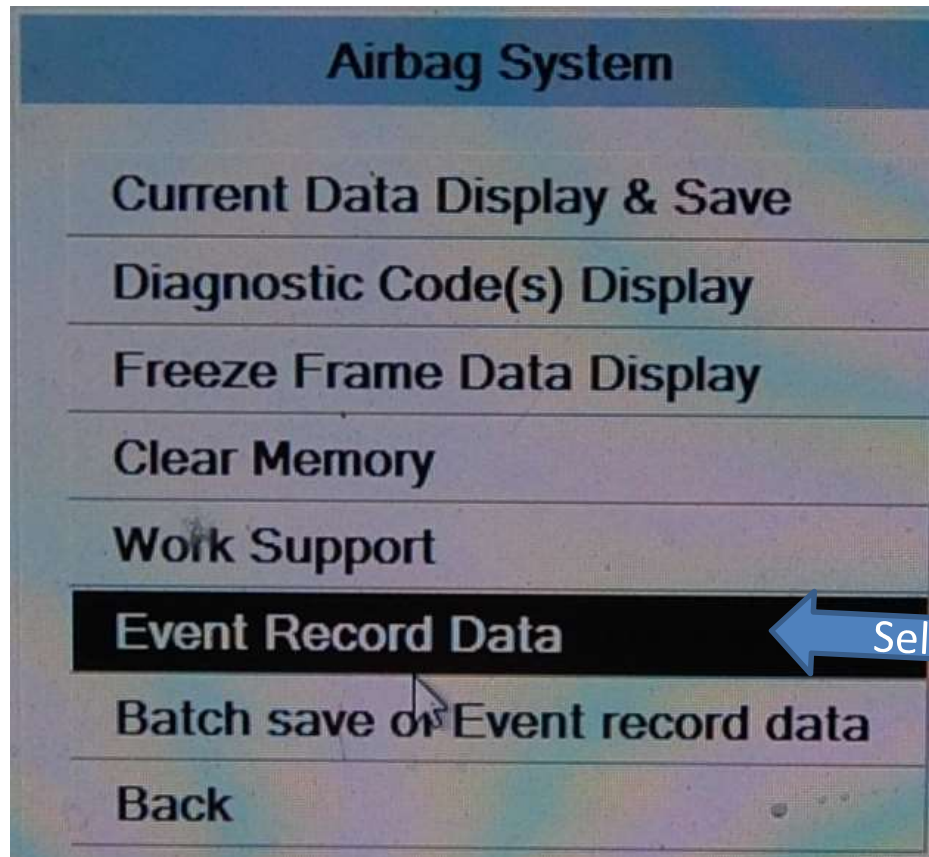 Airbag System
Current Data Display & Save
Diagnostic Code(s) Display
Freeze Frame Data Display
Clear Memory
Work Support
Event Record Data
Sel
Batch save of Event record data
Back